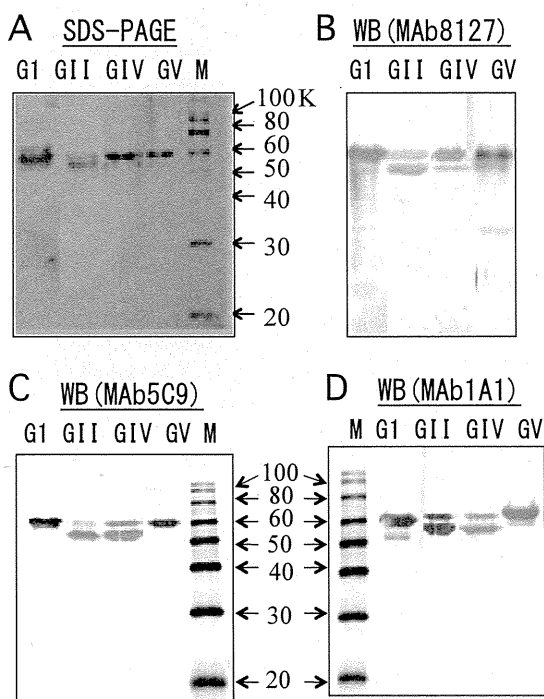 A SDS-PAGE
G1 GII GIV GV M
100K
80
60
50
40
30
20
B WB(MAb8127)
G1 GII GIV GV
C WB(MAb5C9)
G1 GII GIV GV M
D WB(MAb1A1)
M G1 GII GIV GV
100
80
60
50
40
30
20